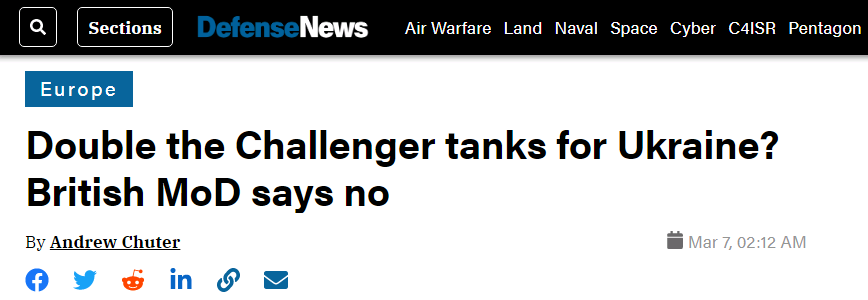 Sections DefenseNews Air Warfare Land Naval Space Cyber C4ISR Pentagon
Europe
Double the Challenger tanks for Ukraine?
British MoD says no
By Andrew Chuter Mar 7, 02:12 AM